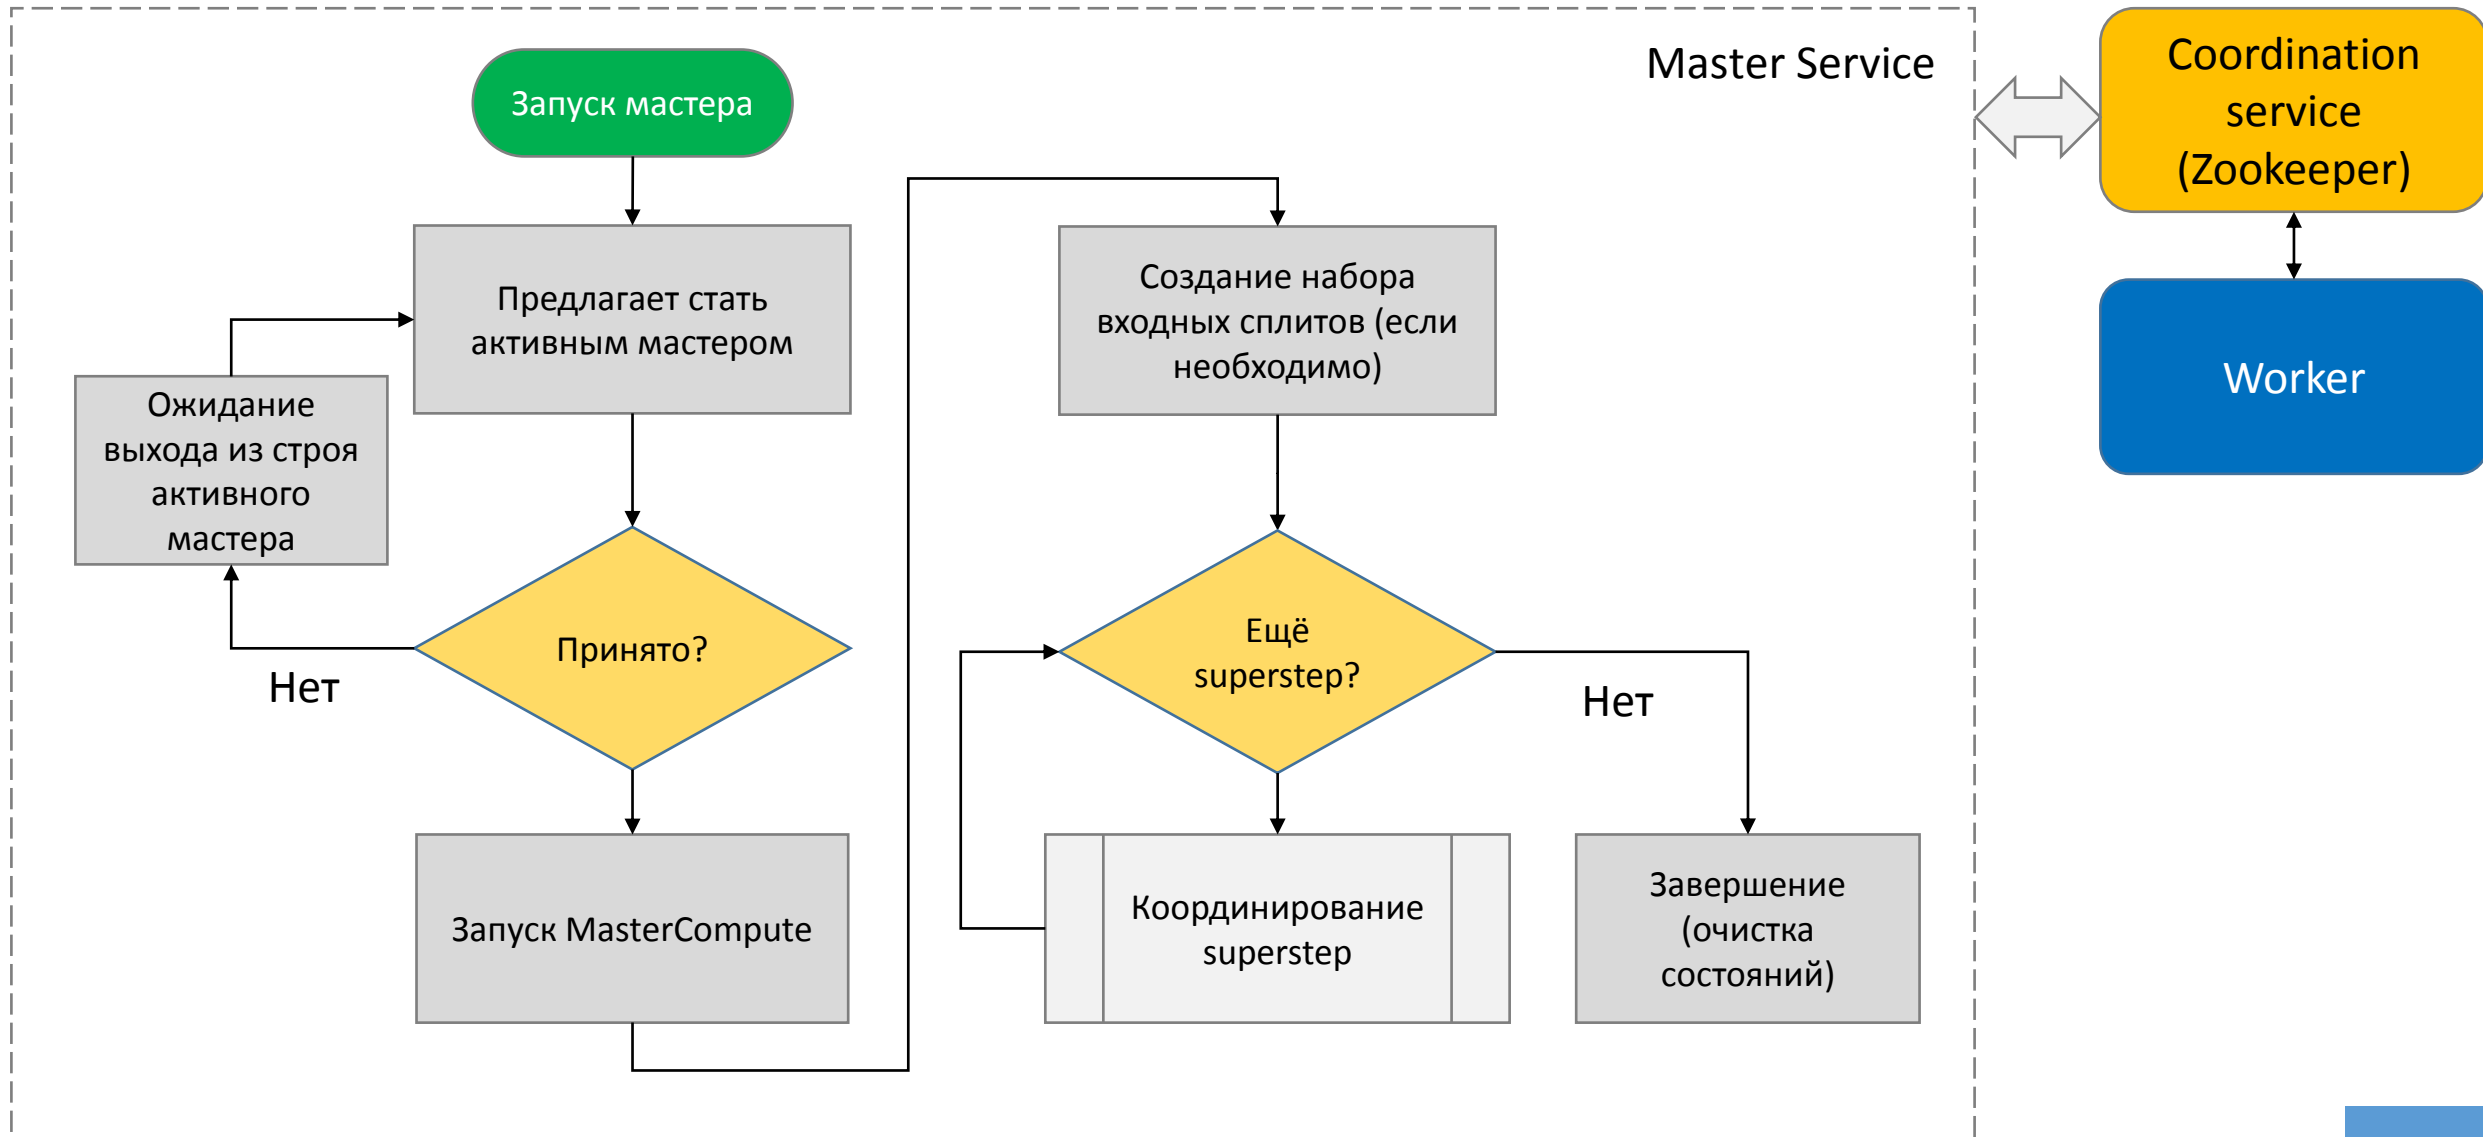 Master Service
Запуск мастера
Предлагает стать
активным мастером
Ожидание
выхода из строя
активного
мастера
Принято?
Нет
Запуск MasterCompute
Создание набора
входных сплитов (если
необходимо)
Ещё
superstep?
Нет
Координирование
superstep
Завершение
(очистка
состояний)
Coordination
service
(Zookeeper)
Worker